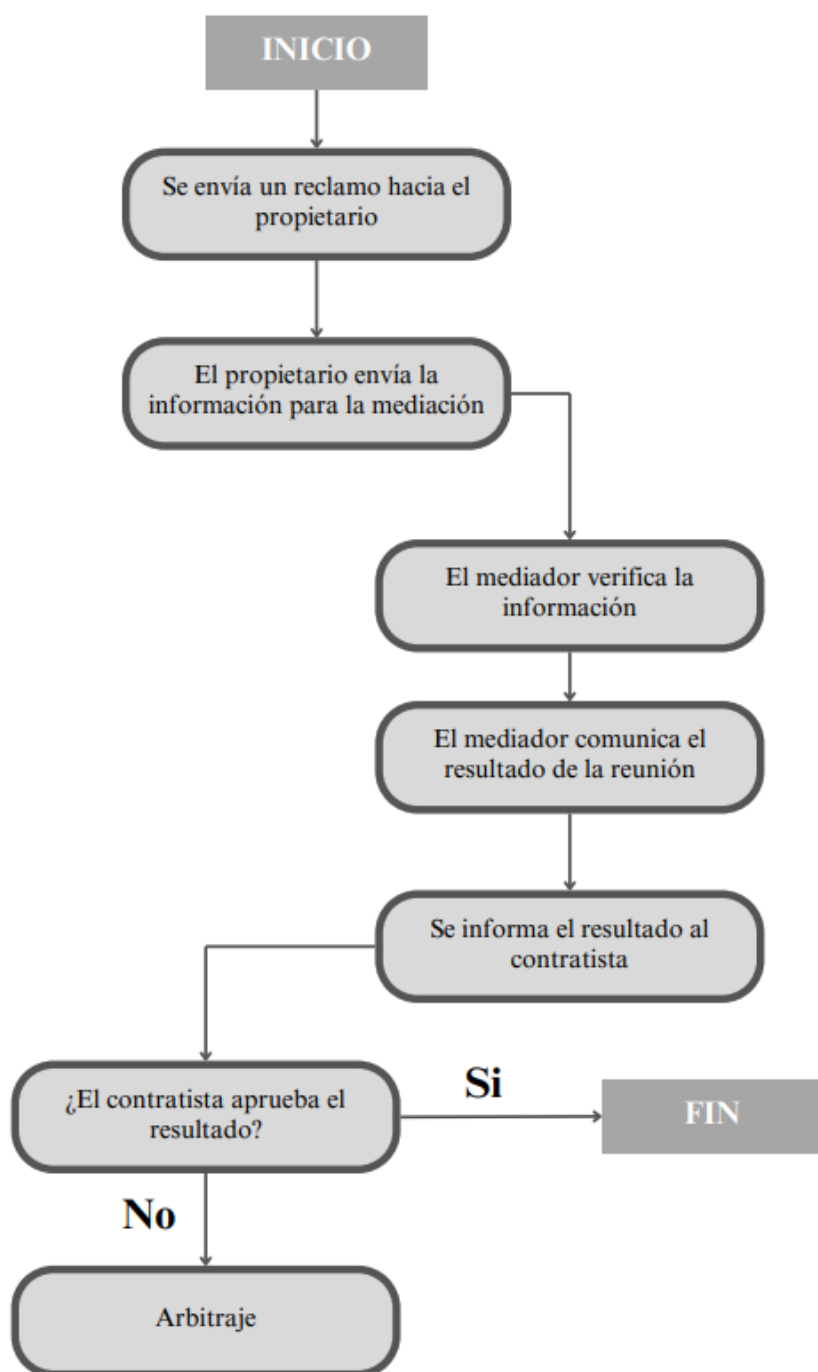 INICIO
Se envía un reclamo hacia el
propietario
El propietario envía la
información para la mediación
El mediador verifica la
información
El mediador comunica el
resultado de la reunión
Se informa el resultado al
contratista
¿El contratista aprueba el
resultado?
Si
FIN
No
Arbitraje